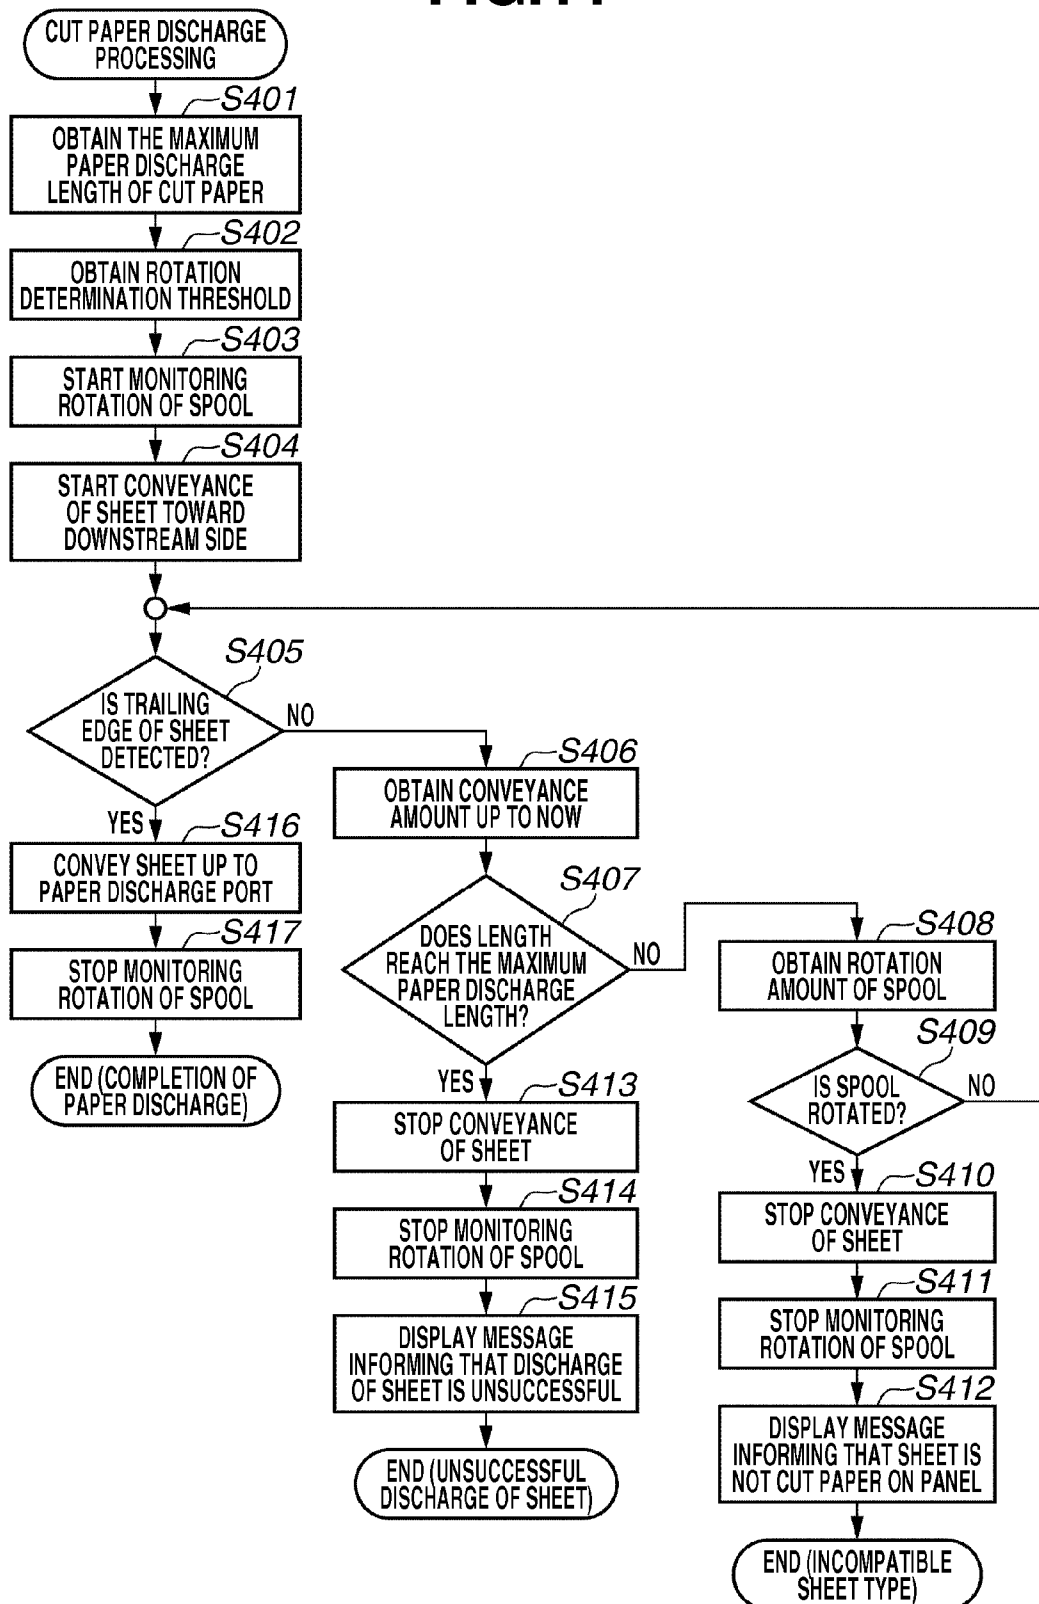 CUT PAPER DISCHARGE
PROCESSING
S401
OBTAIN THE MAXIMUM
PAPER DISCHARGE
LENGTH OF CUT PAPER
S402
OBTAIN ROTATION
DETERMINATION THRESHOLD
S403
START MONITORING
ROTATION OF SPOOL
S404
START CONVEYANCE
OF SHEET TOWARD
DOWNSTREAM SIDE
S405
IS TRAILING
EDGE OF SHEET
DETECTED?
NO
YES
S416
CONVEY SHEET UP TO
PAPER DISCHARGE PORT
S417
STOP MONITORING
ROTATION OF SPOOL
END (COMPLETION OF
PAPER DISCHARGE)
S406
OBTAIN CONVEYANCE
AMOUNT UP TO NOW
S407
DOES LENGTH
REACH THE MAXIMUM
PAPER DISCHARGE
LENGTH?
NO
YES
S413
STOP CONVEYANCE
OF SHEET
S414
STOP MONITORING
ROTATION OF SPOOL
S415
DISPLAY MESSAGE
INFORMING THAT DISCHARGE
OF SHEET IS UNSUCCESSFUL
END (UNSUCCESSFUL
DISCHARGE OF SHEET)
S408
OBTAIN ROTATION
AMOUNT OF SPOOL
S409
IS SPOOL
ROTATED?
NO
YES
S410
STOP CONVEYANCE
OF SHEET
S411
STOP MONITORING
ROTATION OF SPOOL
S412
DISPLAY MESSAGE
INFORMING THAT SHEET IS
NOT CUT PAPER ON PANEL
END (INCOMPATIBLE
SHEET TYPE)